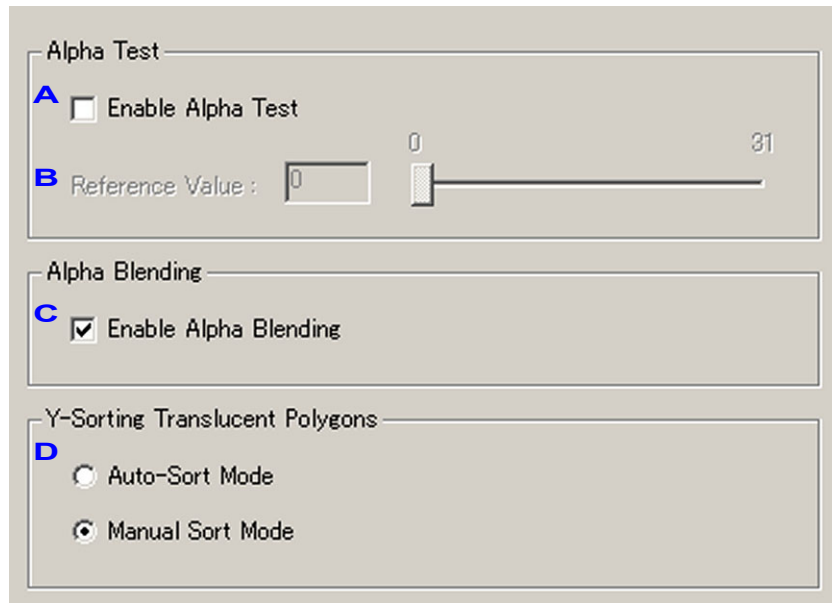 Alpha Test
A
Enable Alpha Test
0 31
B
Reference Value : 0
Alpha Blending
C
Enable Alpha Blending
Y-Sorting Translucent Polygons
D
Auto-Sort Mode
Manual Sort Mode